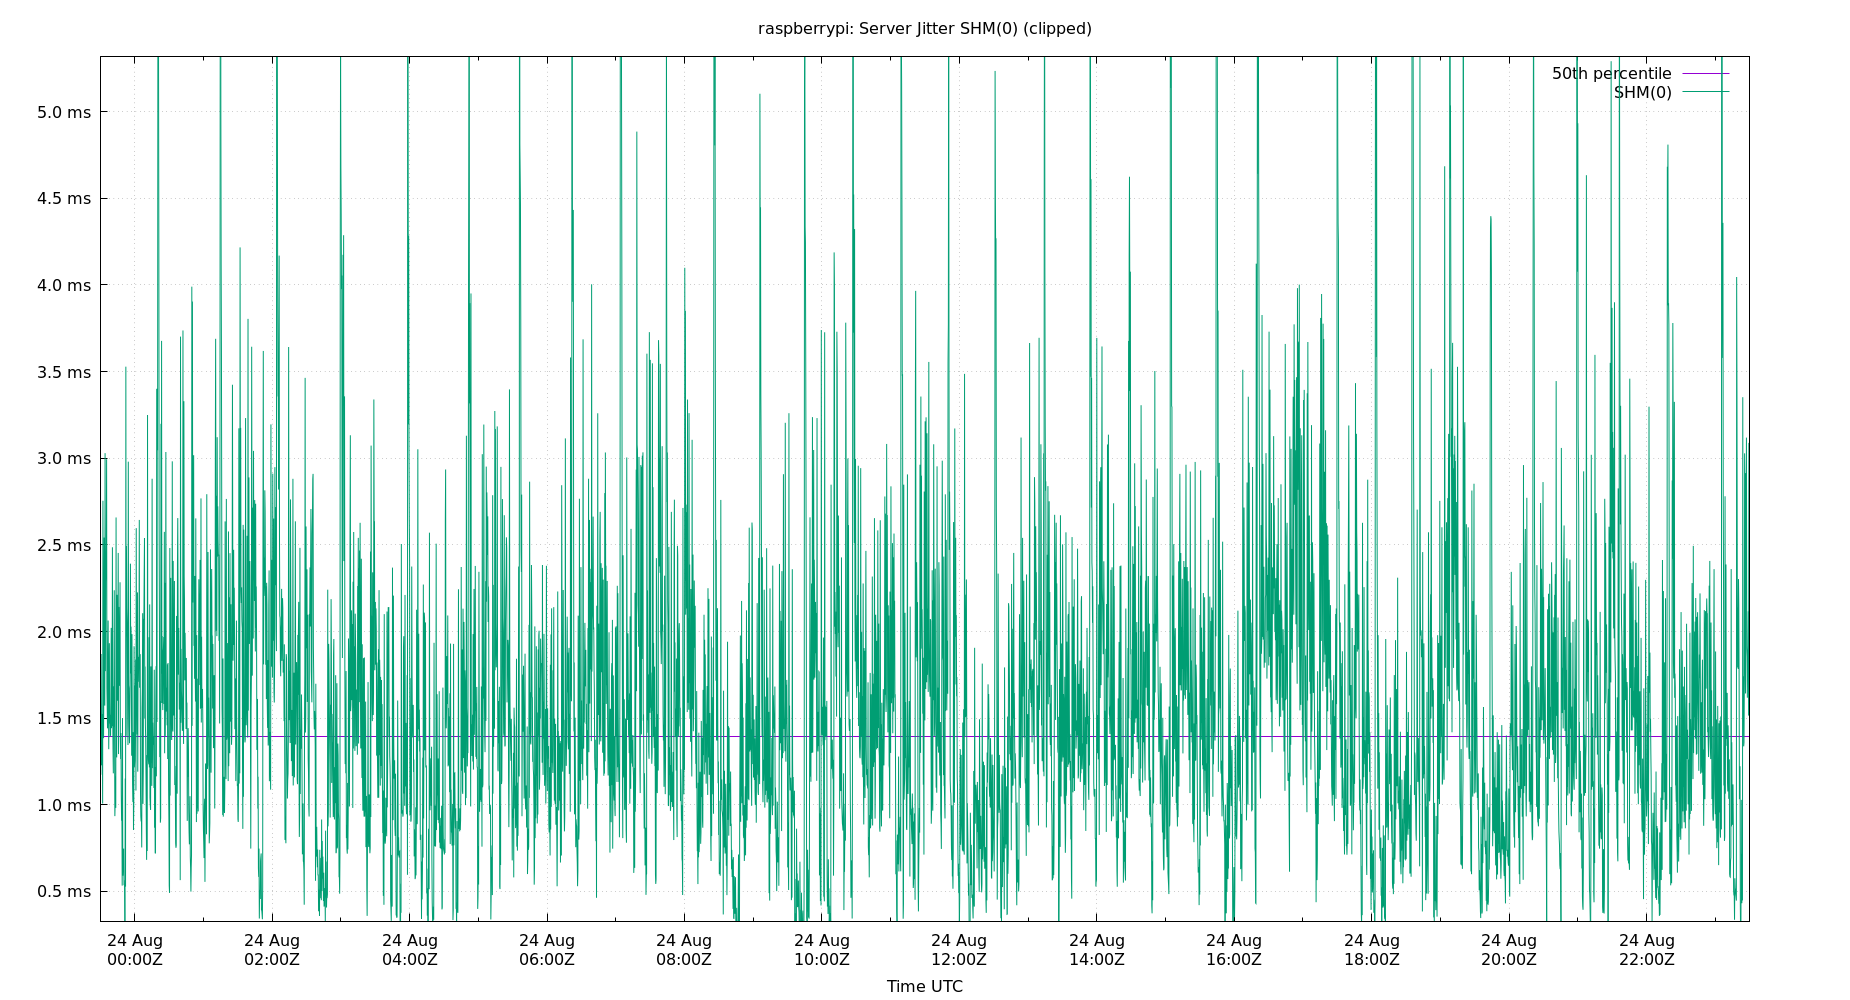 raspberrypi: Server Jitter SHM(0) (clipped)
50th percentile
SHM(0)
5.0 ms
4.5 ms
4.0 ms
3.5 ms
3.0 ms
2.5 ms
2.0 ms
1.5 ms
1.0 ms
0.5 ms
24 Aug 24 Aug 24 Aug 24 Aug 24 Aug 24 Aug 24 Aug 24 Aug 24 Aug 24 Aug 24 Aug 24 Aug
00:00Z 02:00Z 04:00Z 06:00Z 08:00Z 10:00Z 12:00Z 14:00Z 16:00Z 18:00Z 20:00Z 22:00Z
Time UTC